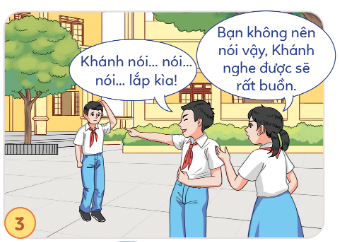 Khánh nói... nói...
nói... lắp kìa!
Bạn không nên
nói vậy, Khánh
nghe được sẽ
rất buồn.
3